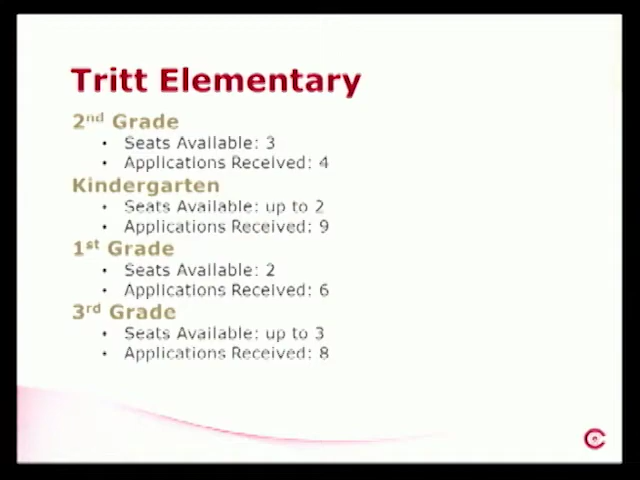 Tritt Elementary
2nd Grade
• Seats Available: 3
• Applications Received: 4
Kindergarten
• Seats Available: up to 2
• Applications Received: 9
1st Grade
• Seats Available: 2
• Applications Received: 6
3rd Grade
• Seats Available: up to 3
• Applications Received: 8